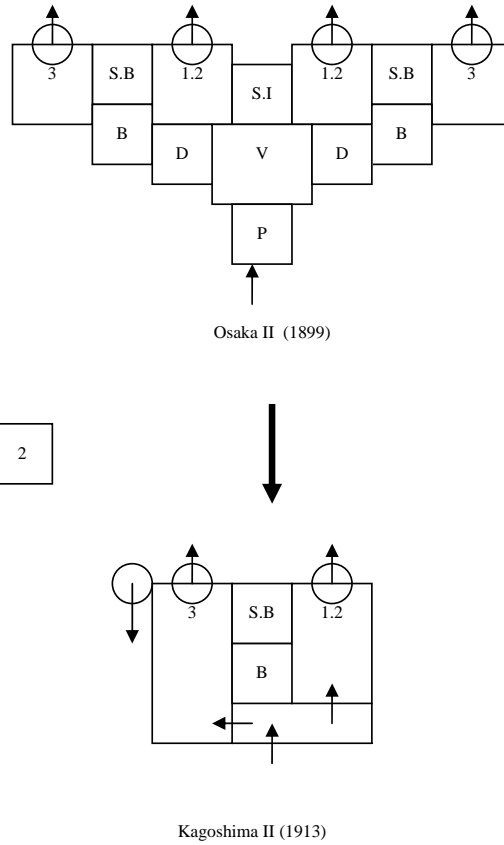 3 S.B 1.2 S.I 1.2 S.B 3
B D V D B
P
Osaka II (1899)
2
3 S.B 1.2
B
Kagoshima II (1913)